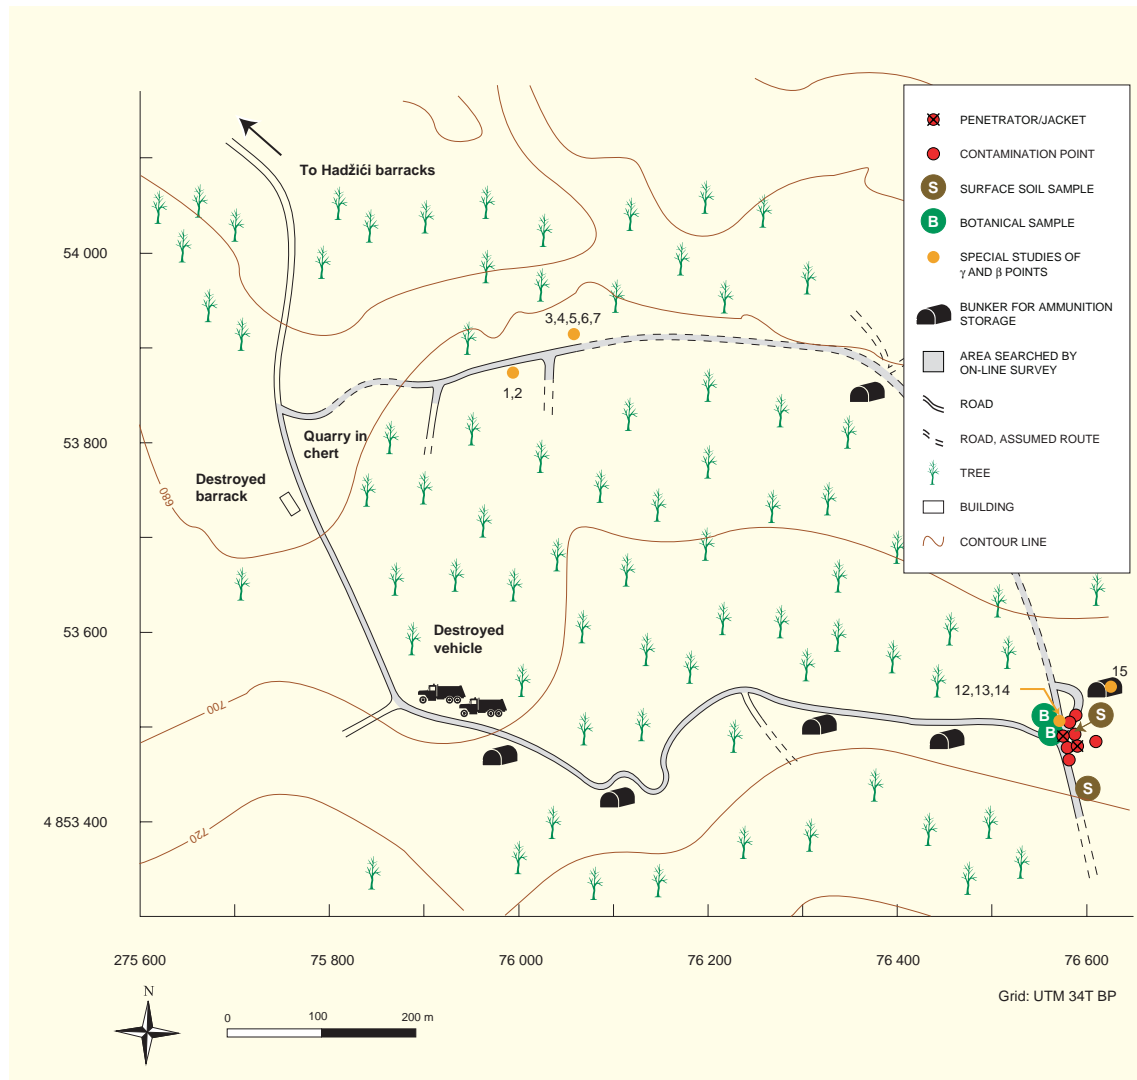 To Hadžići barracks
PENETRATOR/JACKET
CONTAMINATION POINT
S
SURFACE SOIL SAMPLE
B
BOTANICAL SAMPLE
SPECIAL STUDIES OF
γ AND β POINTS
BUNKER FOR AMMUNITION
STORAGE
AREA SEARCHED BY
ON-LINE SURVEY
ROAD
ROAD, ASSUMED ROUTE
TREE
BUILDING
CONTOUR LINE
54 000
53 800
53 600
4 853 400
3,4,5,6,7
1,2
Quarry in
chert
Destroyed
barrack
680
Destroyed
vehicle
700
720
15
12,13,14
B
S
B
S
275 600
75 800
76 000
76 200
76 400
76 600
Grid: UTM 34T BP
N
0
100
200 m